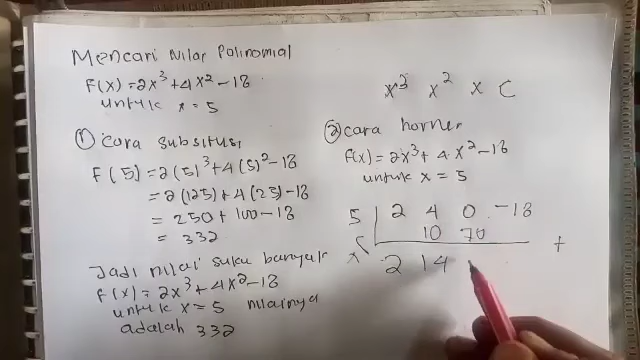 Mencari Nilai Polinomial
F(x) = 2x³ + 4x² - 18
untuk x = 5
① Cara Substitusi
F(5) = 2(5)³ + 4(5)² - 18
= 2(125) + 4(25) - 18
= 250 + 100 - 18
= 332
Jadi nilai suku banyak
F(x) = 2x³ + 4x² - 18
untuk x = 5 nilainya
adalah 332
x³ x² x C
② Cara horner
F(x) = 2x³ + 4x² - 18
untuk x = 5
5 2 4 0 -18
10 70 +
x 2 14